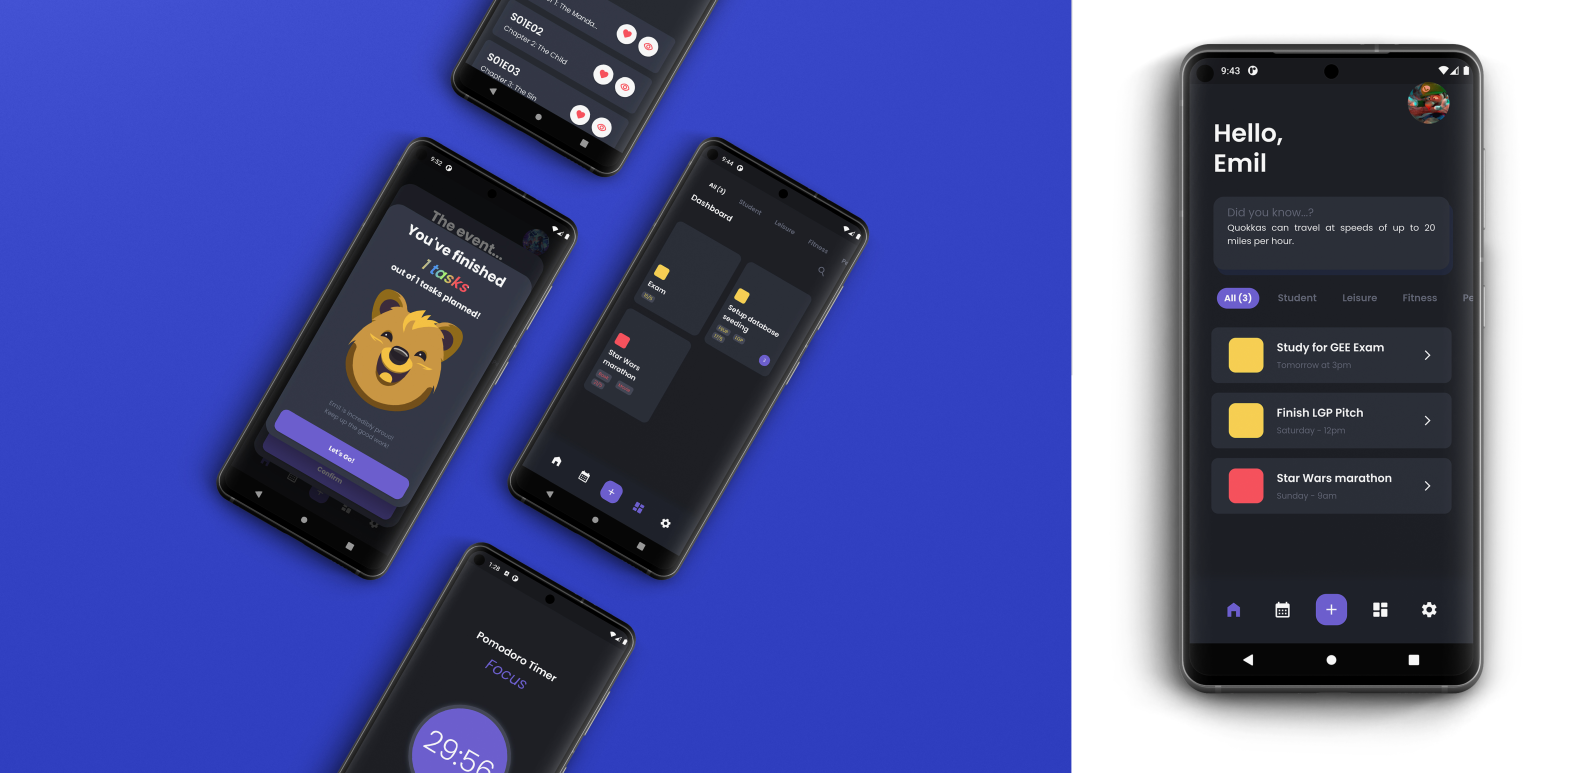 Chapter 1: The Manda...
S01E02
Chapter 2: The Child
S01E03
Chapter 3: The Sin
9:52
The event...
You've finished
1 tasks
out of 1 tasks planned!
Emil is incredibly proud!
Keep up the good work!
Let's Go!
Confirm
9:44
All (3)
Student
Leisure
Fitness
Dashboard
Exam
Setup database
seeding
Star Wars
marathon
1:28
Pomodoro Timer
Focus
29:56
9:43
Hello,
Emil
Did you know...?
Quokkas can travel at speeds of up to 20
miles per hour.
All (3) Student Leisure Fitness Pe
Study for GEE Exam
Tomorrow at 3pm
Finish LGP Pitch
Saturday - 12pm
Star Wars marathon
Sunday - 9am